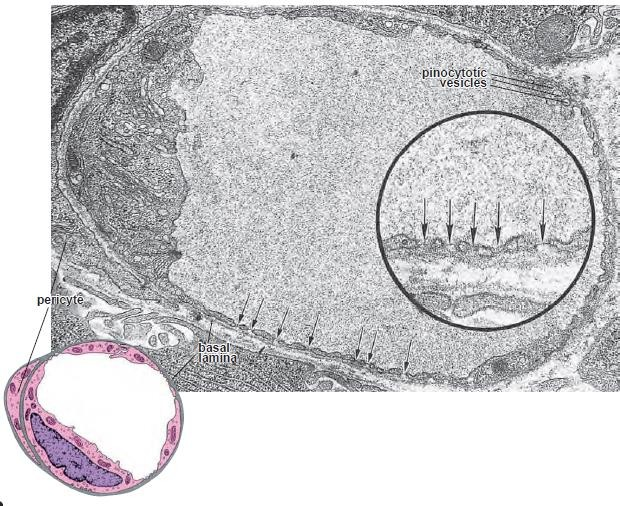 pinocytotic
vesicles
pericyte
basal
lamina